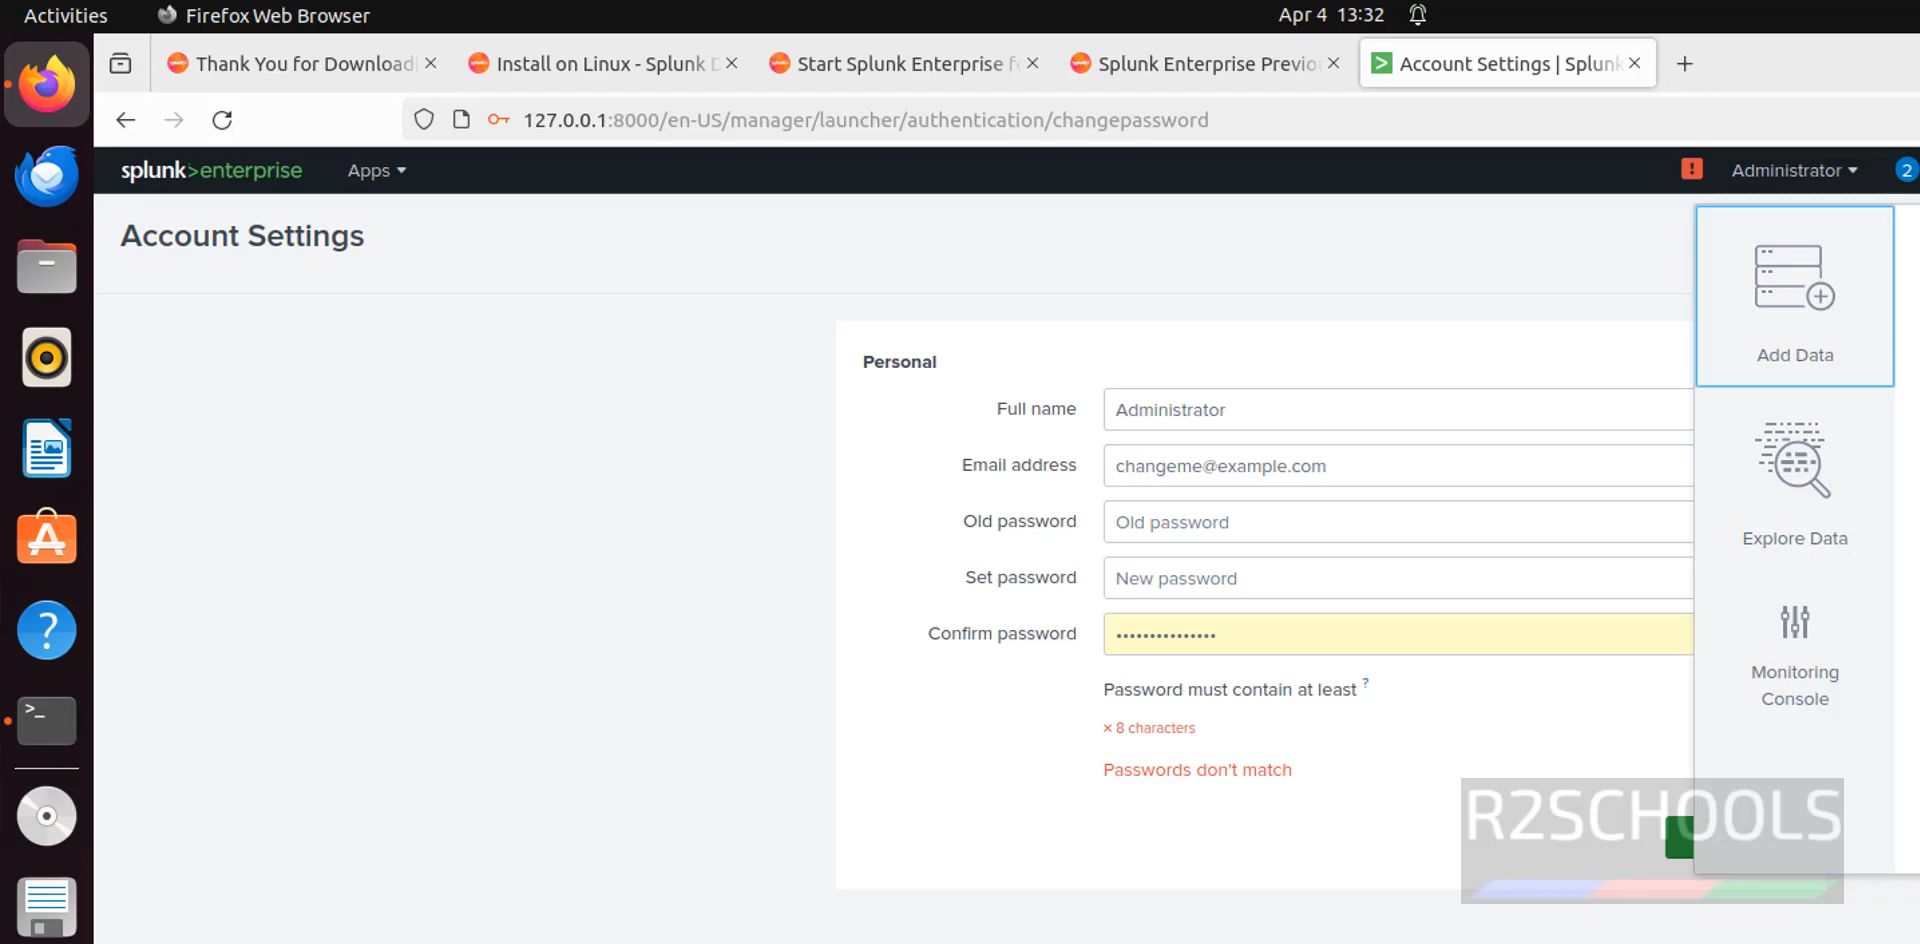 Activities
Firefox Web Browser
Apr 4 13:32
Thank You for Downloadi
Install on Linux - Splunk D
Start Splunk Enterprise fo
Splunk Enterprise Previou
Account Settings | Splunk
127.0.0.1:8000/en-US/manager/launcher/authentication/changepassword
splunk>enterprise
Apps
!
Administrator
2
Account Settings
Personal
Full name
Administrator
Email address
changeme@example.com
Old password
Old password
Set password
New password
Confirm password
•••••••••••••••
Password must contain at least ?
× 8 characters
Passwords don't match
Add Data
Explore Data
Monitoring
Console
R2SCHOOLS